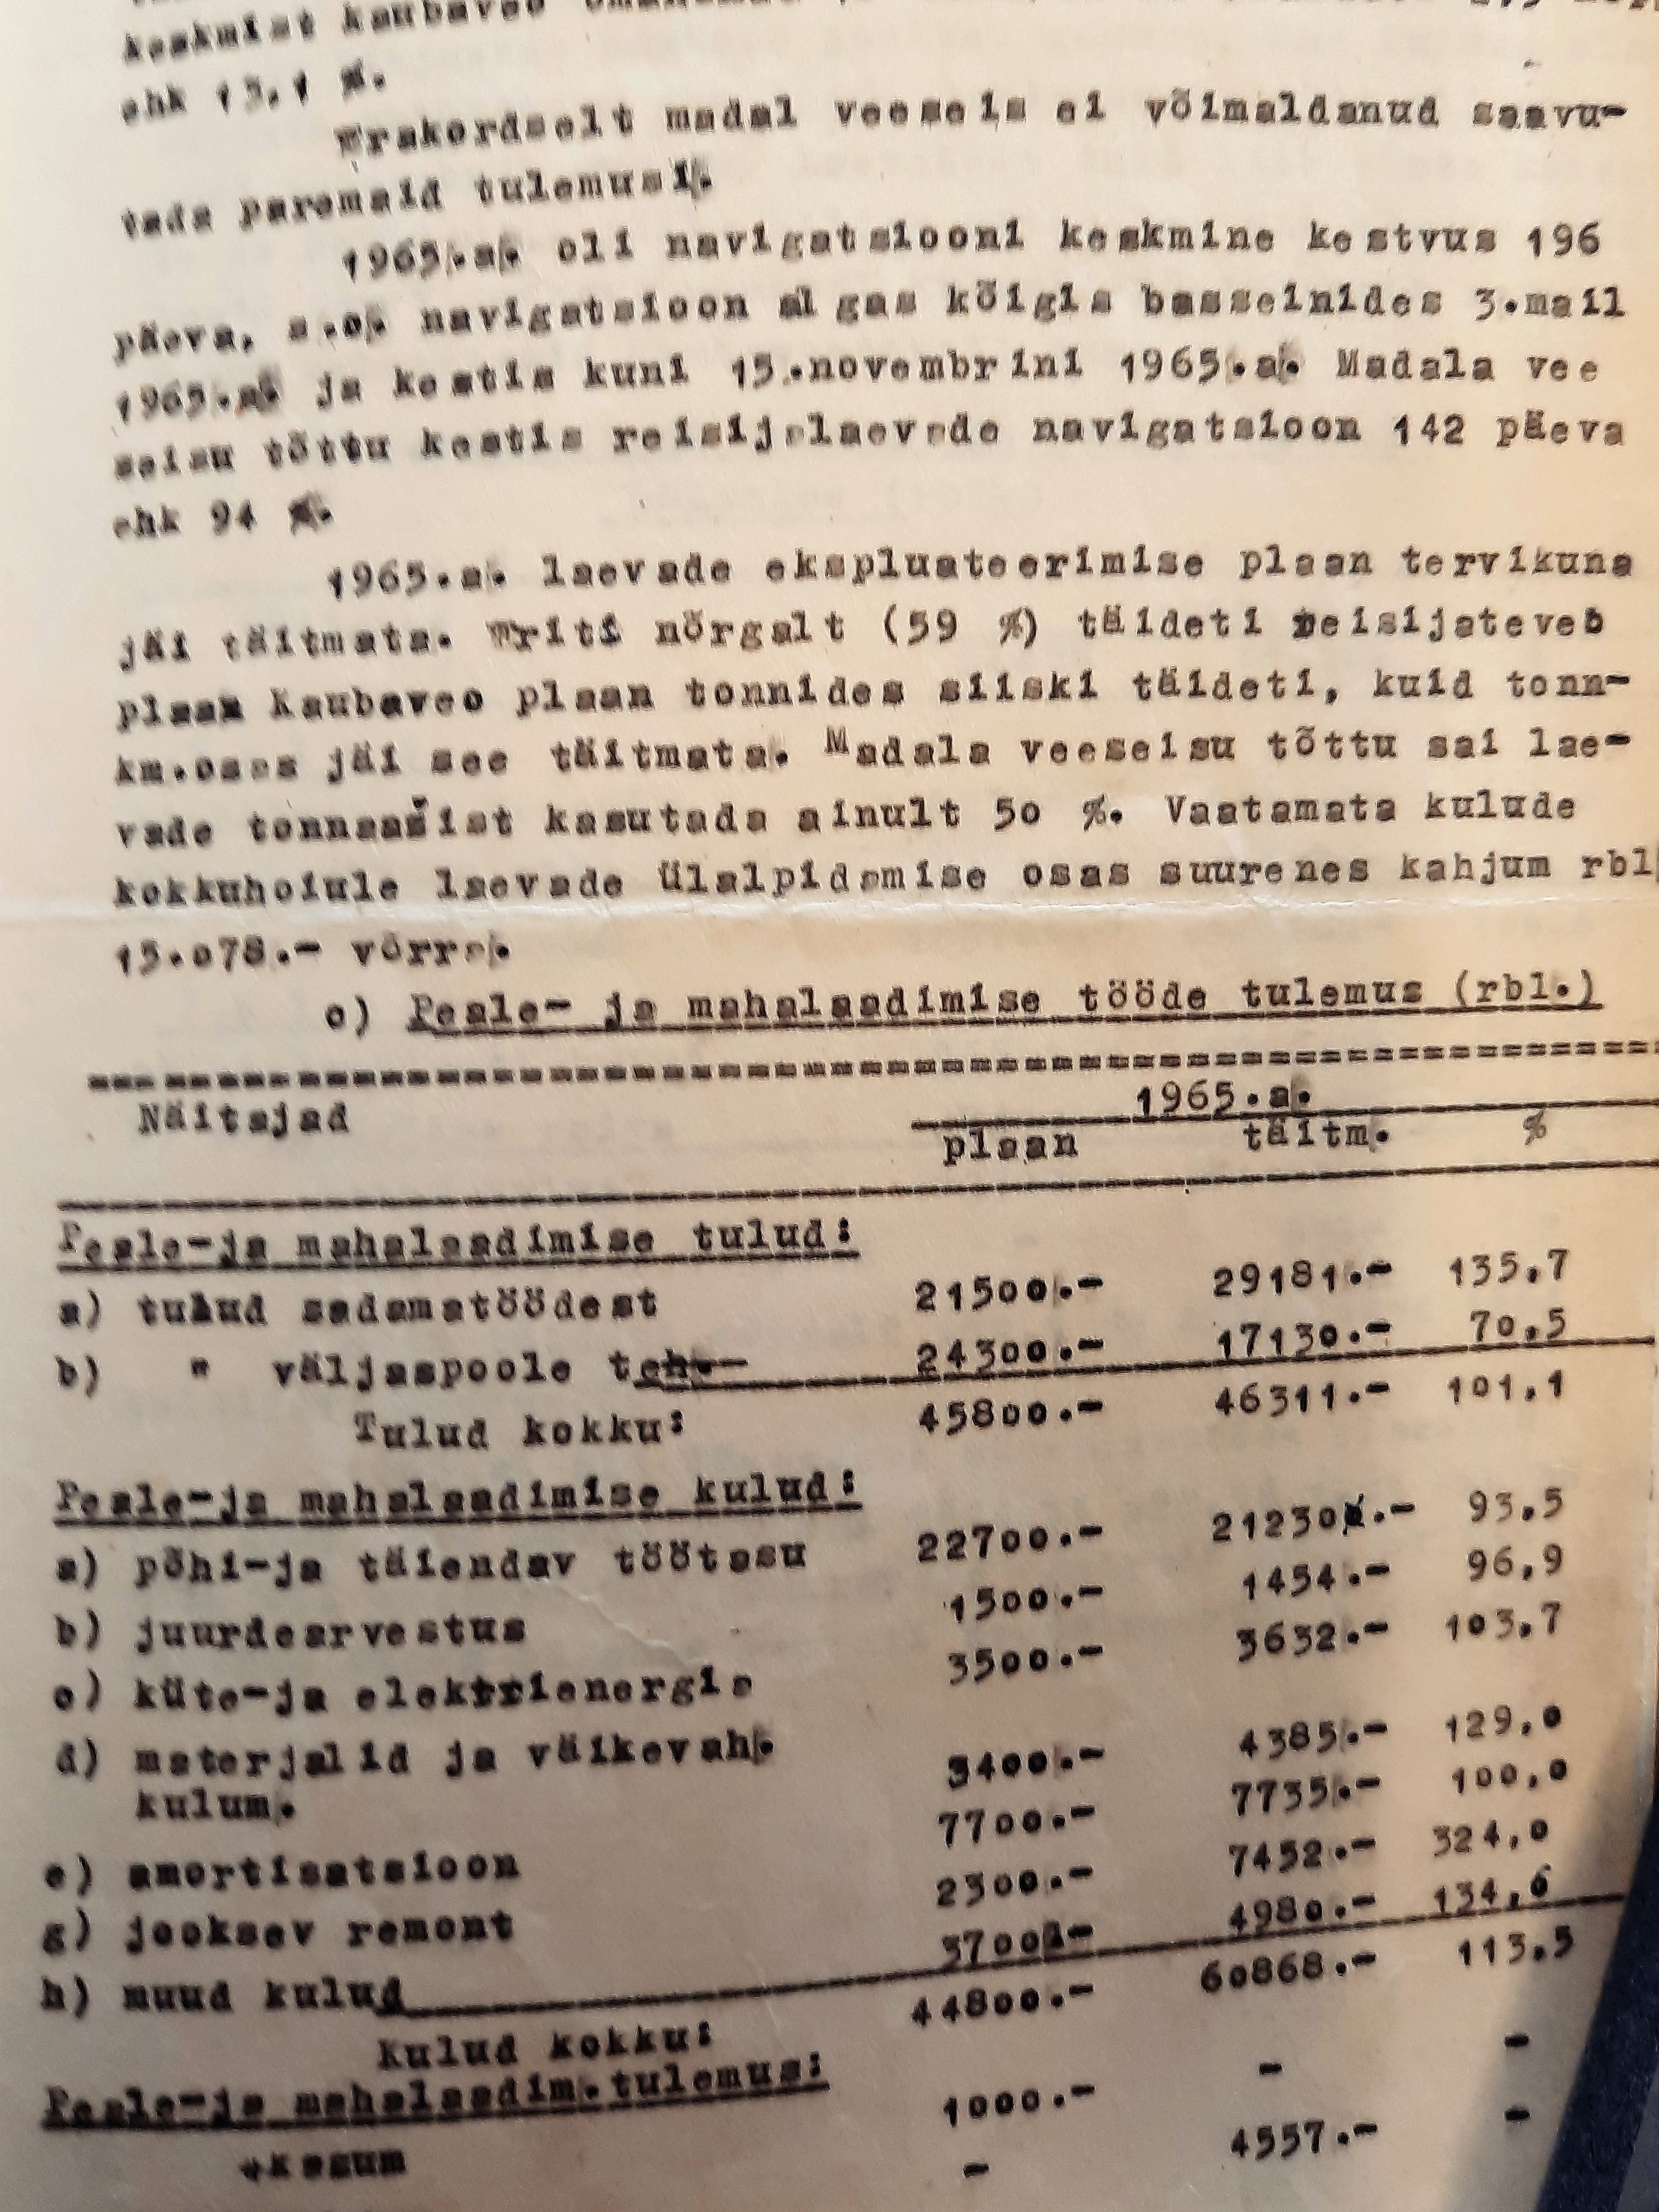 keskmist kaubaveo
ehk 13,1 %.
Erakordselt madal veeseis ei võimaldanud saavu-
tada paremaid tulemusi.
1965.a. oli navigatsiooni keskmine kestvus 196
päeva, s.o. navigatsioon algas kõigis basseinides 3.mail
1965.a. ja kestis kuni 15.novembrini 1965.a. Madala vee
seisu tõttu kestis reisijalaevade navigatsioon 142 päeva
ehk 94 %.
1965.a. laevade ekspluateerimise plaan tervikuna
jäi täitmata. Eriti nõrgalt (59 %) täideti reisijateveo
plaan Kaubaveo plaan tonnides siiski täideti, kuid tonn-
km.osas jäi see täitmata. Madala veeseisu tõttu sai lae-
vade tonnaažist kasutada ainult 50 %. Vaatamata kulude
kokkuhoiule laevade ülalpidamise osas suurenes kahjum rbl
15.078.- võrra.
c) Peale- ja mahalaadimise tööde tulemus (rbl.)
Näitajad 1965.a.
plaan täitm. %
Peale-ja mahalaadimise tulud:
a) tulud sadamatöödest 21500.- 29181.- 135,7
b) " väljaspoole teh. 24300.- 17130.- 70,5
Tulud kokku: 45800.- 46311.- 101,1
Peale-ja mahalaadimise kulud:
a) põhi-ja täiendav töötasu 22700.- 21230.- 93,5
b) juurdearvestus 1500.- 1454.- 96,9
c) küte-ja elektrienergia 3500.- 3632.- 103,7
d) materjalid ja väikevah.
kulum. 3400.- 4385.- 129,0
e) amortisatsioon 7700.- 7735.- 100,0
g) jooksev remont 2300.- 7452.- 324,0
h) muud kulud 3700.- 4980.- 134,6
Kulud kokku: 44800.- 60868.- 113,5
Peale-ja mahalaadim.tulemus:
+kasum 1000.- - -
- 4557.- -